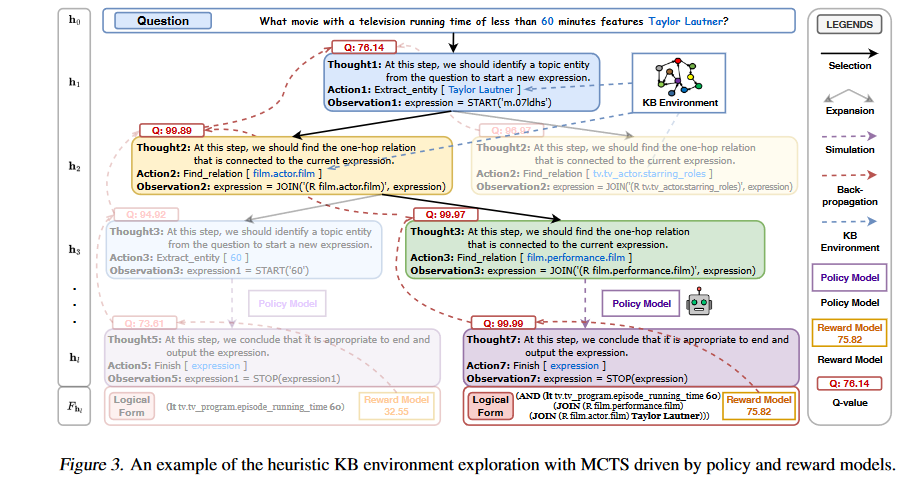 h₀
Question
What movie with a television running time of less than 60 minutes features Taylor Lautner?
LEGENDS
Selection
Expansion
Simulation
Back-
propagation
KB
Environment
Policy Model
Policy Model
Reward Model
75.82
Reward Model
Q: 76.14
Q-value
h₁
Q: 76.14
Thought1: At this step, we should identify a topic entity
from the question to start a new expression.
Action1: Extract_entity [ Taylor Lautner ]
Observation1: expression = START('m.07ldhs')
KB Environment
h₂
Q: 99.89
Thought2: At this step, we should find the one-hop relation
that is connected to the current expression.
Action2: Find_relation [ film.actor.film ]
Observation2: expression = JOIN('(R film.actor.film)', expression)
Thought2: At this step, we should find the one-hop relation
that is connected to the current expression.
Action2: Find_relation [ tv.tv_actor.starring_roles ]
Observation2: expression = JOIN('(R tv.tv_actor.starring_roles)', expression)
h₃
Q: 94.92
Thought3: At this step, we should identify a topic entity
from the question to start a new expression.
Action3: Extract_entity [ 60 ]
Observation3: expression1 = START('60')
Q: 99.97
Thought3: At this step, we should find the one-hop relation
that is connected to the current expression.
Action3: Find_relation [ film.performance.film ]
Observation3: expression = JOIN('(R film.performance.film)', expression)
.
.
.
Policy Model
Policy Model
hₗ
Q: 73.61
Thought5: At this step, we conclude that it is appropriate to end and
output the expression.
Action5: Finish [ expression ]
Observation5: expression1 = STOP(expression1)
Q: 99.99
Thought7: At this step, we conclude that it is appropriate to end and
output the expression.
Action7: Finish [ expression ]
Observation7: expression = STOP(expression)
Logical
Form
(lt tv.tv_program.episode_running_time 60)
Reward Model
32.55
Logical
Form
(AND (lt tv.tv_program.episode_running_time 60)
(JOIN (R film.performance.film)
(JOIN (R film.actor.film) Taylor Lautner)))
Reward Model
75.82
Figure 3. An example of the heuristic KB environment exploration with MCTS driven by policy and reward models.